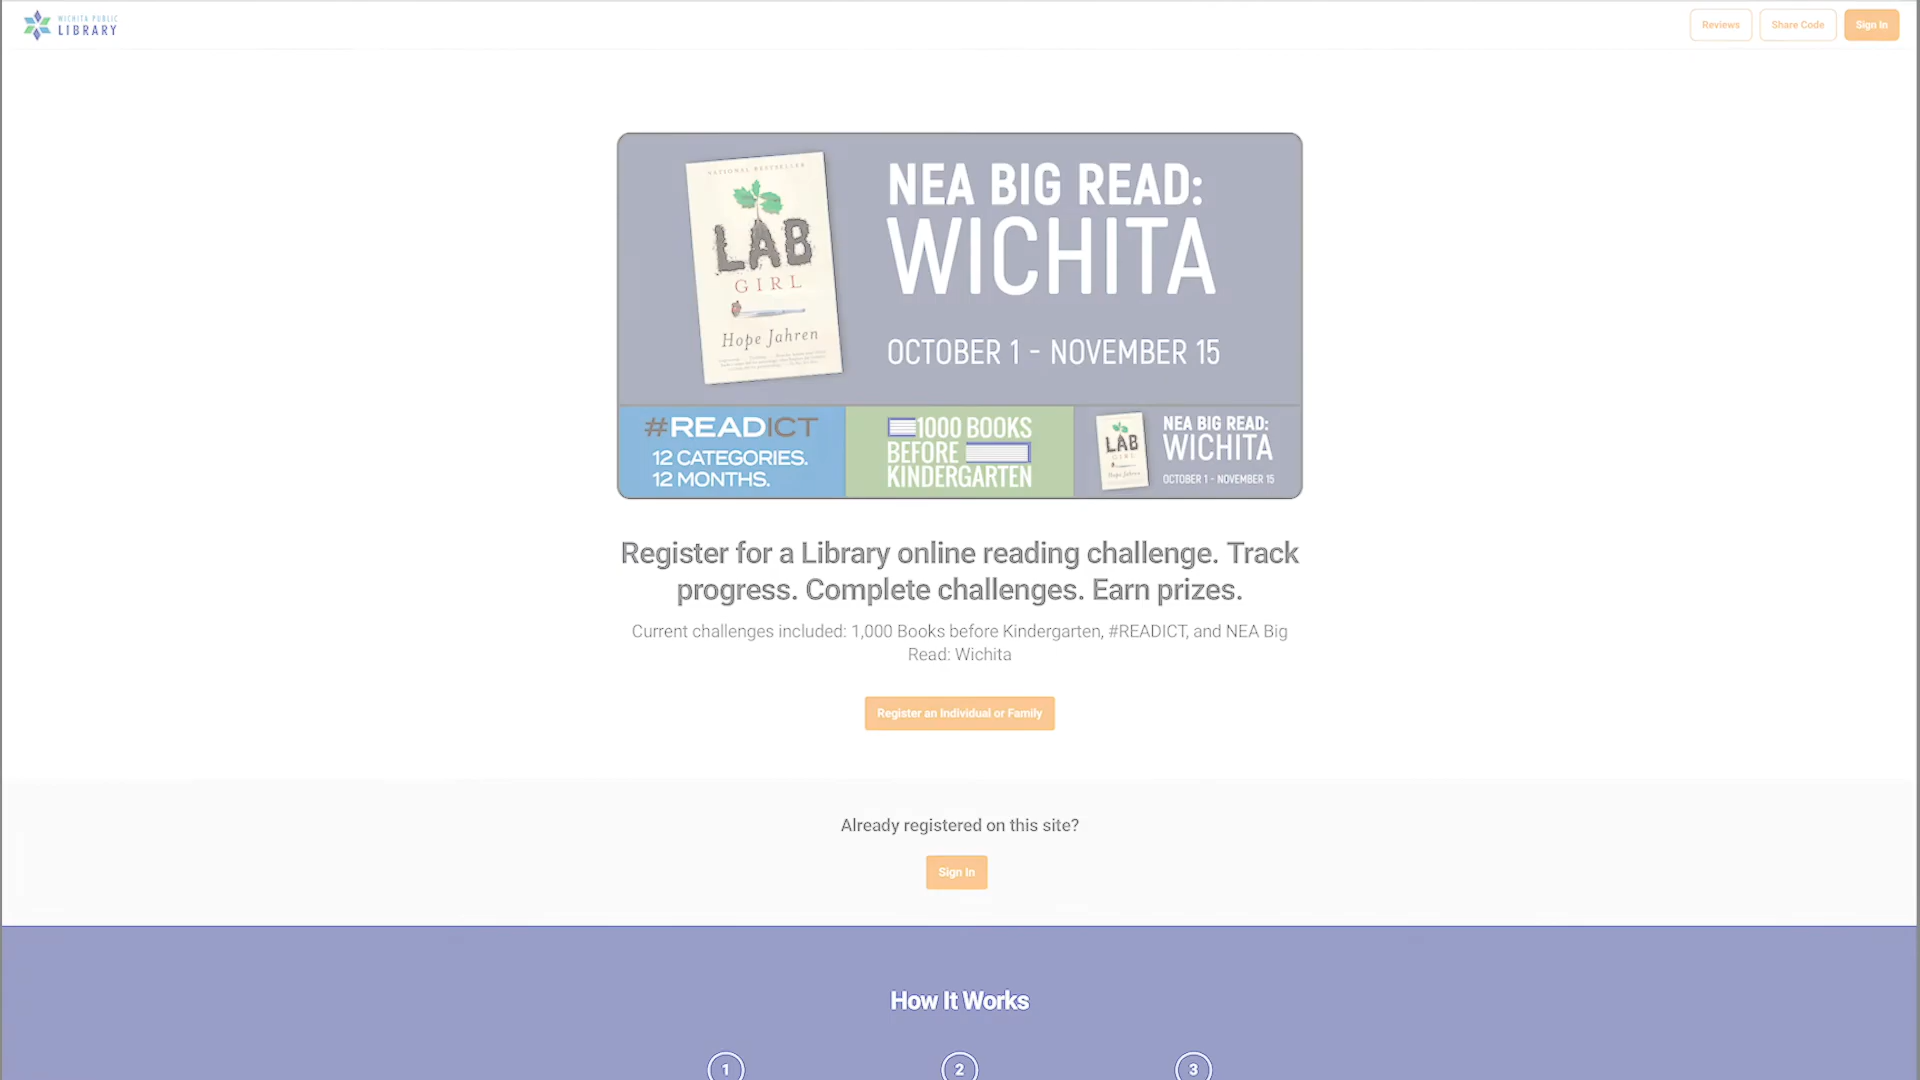 WICHITA PUBLIC
LIBRARY
Reviews
Share Code
Sign In
NATIONAL BESTSELLER
LAB
GIRL
Hope Jahren
NEA BIG READ:
WICHITA
OCTOBER 1 - NOVEMBER 15
#READICT
12 CATEGORIES.
12 MONTHS.
1000 BOOKS
BEFORE
KINDERGARTEN
LAB
GIRL
Hope Jahren
NEA BIG READ:
WICHITA
OCTOBER 1 - NOVEMBER 15
Register for a Library online reading challenge. Track
progress. Complete challenges. Earn prizes.
Current challenges included: 1,000 Books before Kindergarten, #READICT, and NEA Big
Read: Wichita
Register an Individual or Family
Already registered on this site?
Sign In
How It Works
1
2
3